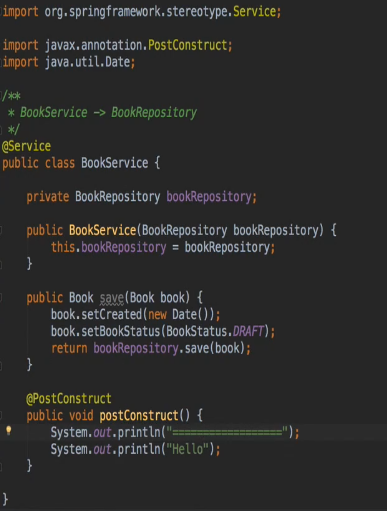 import org.springframework.stereotype.Service;
import javax.annotation.PostConstruct;
import java.util.Date;
/**
* BookService -> BookRepository
*/
@Service
public class BookService {
private BookRepository bookRepository;
public BookService(BookRepository bookRepository) {
this.bookRepository = bookRepository;
}
public Book save(Book book) {
book.setCreated(new Date());
book.setBookStatus(BookStatus.DRAFT);
return bookRepository.save(book);
}
@PostConstruct
public void postConstruct() {
System.out.println("==================");
System.out.println("Hello");
}
}